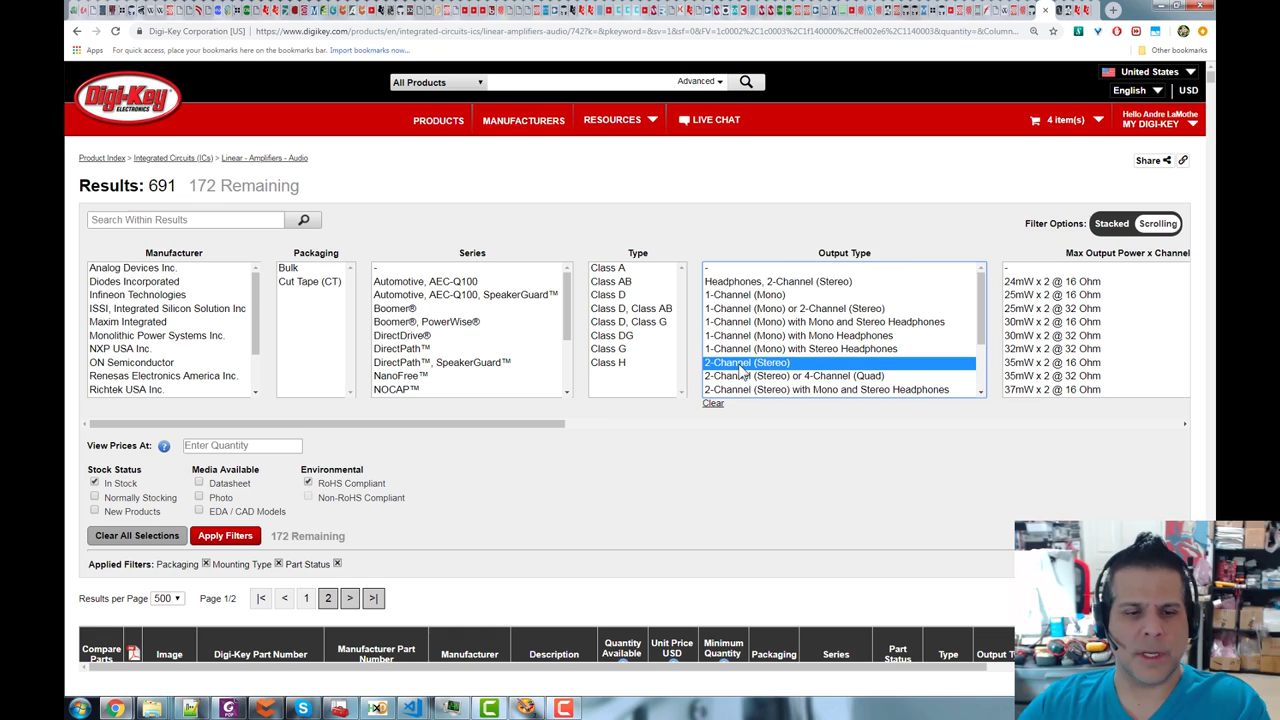 Digi-Key Corporation [US] | https://www.digikey.com/products/en/integrated-circuits-ics/linear-amplifiers-audio/742?k=&pkeyword=&sv=1&sf=0&FV=1c0002%2C1c0003%2C1f140000%2Cffe002e6%2C1140003&quantity=&Column...
Apps For quick access, place your bookmarks here on the bookmarks bar. Import bookmarks now... Other bookmarks
Digi-Key
ELECTRONICS
All Products Advanced
United States
English USD
PRODUCTS MANUFACTURERS RESOURCES LIVE CHAT
4 item(s)
Hello Andre LaMothe
MY DIGI-KEY
Product Index > Integrated Circuits (ICs) > Linear - Amplifiers - Audio
Share
Results: 691 172 Remaining
Search Within Results
Filter Options: Stacked Scrolling
Manufacturer
Analog Devices Inc.
Diodes Incorporated
Infineon Technologies
ISSI, Integrated Silicon Solution Inc
Maxim Integrated
Monolithic Power Systems Inc.
NXP USA Inc.
ON Semiconductor
Renesas Electronics America Inc.
Richtek USA Inc.
Packaging
Bulk
Cut Tape (CT)
Series
-
Automotive, AEC-Q100
Automotive, AEC-Q100, SpeakerGuard™
Boomer®
Boomer®, PowerWise®
DirectDrive®
DirectPath™
DirectPath™, SpeakerGuard™
NanoFree™
NOCAP™
Type
Class A
Class AB
Class D
Class D, Class AB
Class D, Class G
Class DG
Class G
Class H
Output Type
-
Headphones, 2-Channel (Stereo)
1-Channel (Mono)
1-Channel (Mono) or 2-Channel (Stereo)
1-Channel (Mono) with Mono and Stereo Headphones
1-Channel (Mono) with Mono Headphones
1-Channel (Mono) with Stereo Headphones
2-Channel (Stereo)
2-Channel (Stereo) or 4-Channel (Quad)
2-Channel (Stereo) with Mono and Stereo Headphones
Clear
Max Output Power x Channel
-
24mW x 2 @ 16 Ohm
25mW x 2 @ 16 Ohm
25mW x 2 @ 32 Ohm
30mW x 2 @ 16 Ohm
30mW x 2 @ 32 Ohm
32mW x 2 @ 16 Ohm
35mW x 2 @ 16 Ohm
35mW x 2 @ 32 Ohm
37mW x 2 @ 16 Ohm
View Prices At: ? Enter Quantity
Stock Status
In Stock
Normally Stocking
New Products
Media Available
Datasheet
Photo
EDA / CAD Models
Environmental
RoHS Compliant
Non-RoHS Compliant
Clear All Selections Apply Filters 172 Remaining
Applied Filters: Packaging Mounting Type Part Status
Results per Page 500 Page 1/2 |< < 1 2 > >|
Compare Parts
Image
Digi-Key Part Number
Manufacturer Part Number
Manufacturer
Description
Quantity Available
Unit Price USD
Minimum Quantity
Packaging
Series
Part Status
Type
Output T